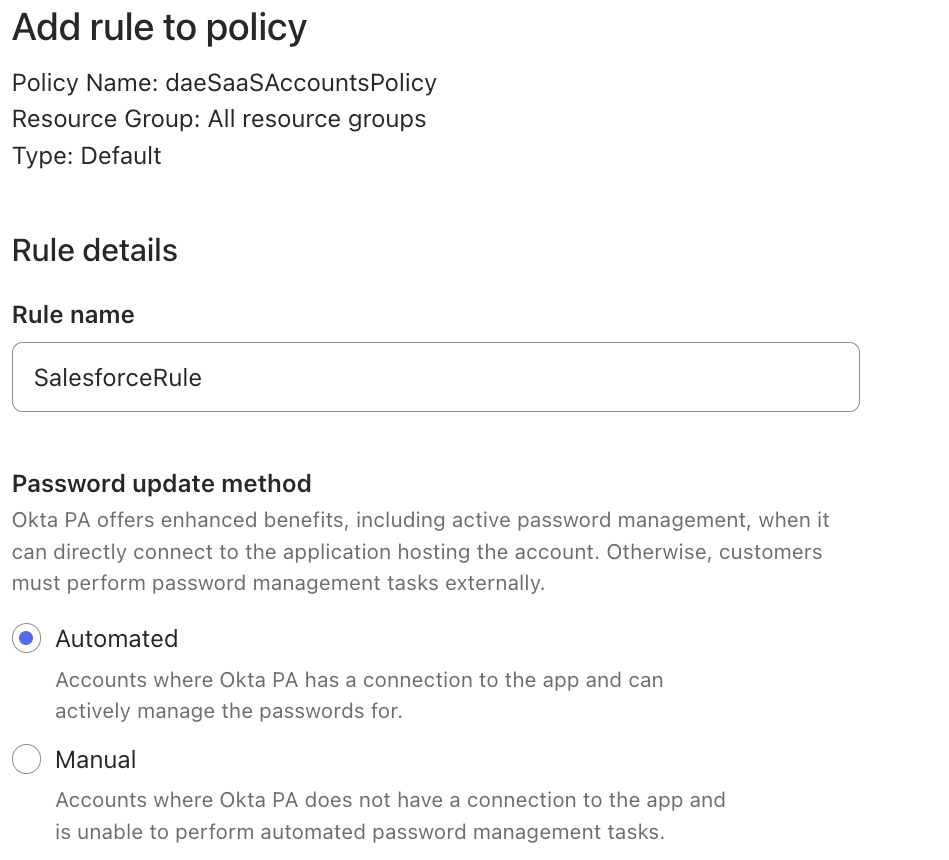 Add rule to policy
Policy Name: daeSaaSAccountsPolicy
Resource Group: All resource groups
Type: Default
Rule details
Rule name
SalesforceRule
Password update method
Okta PA offers enhanced benefits, including active password management, when it
can directly connect to the application hosting the account. Otherwise, customers
must perform password management tasks externally.
Automated
Accounts where Okta PA has a connection to the app and can
actively manage the passwords for.
Manual
Accounts where Okta PA does not have a connection to the app and
is unable to perform automated password management tasks.